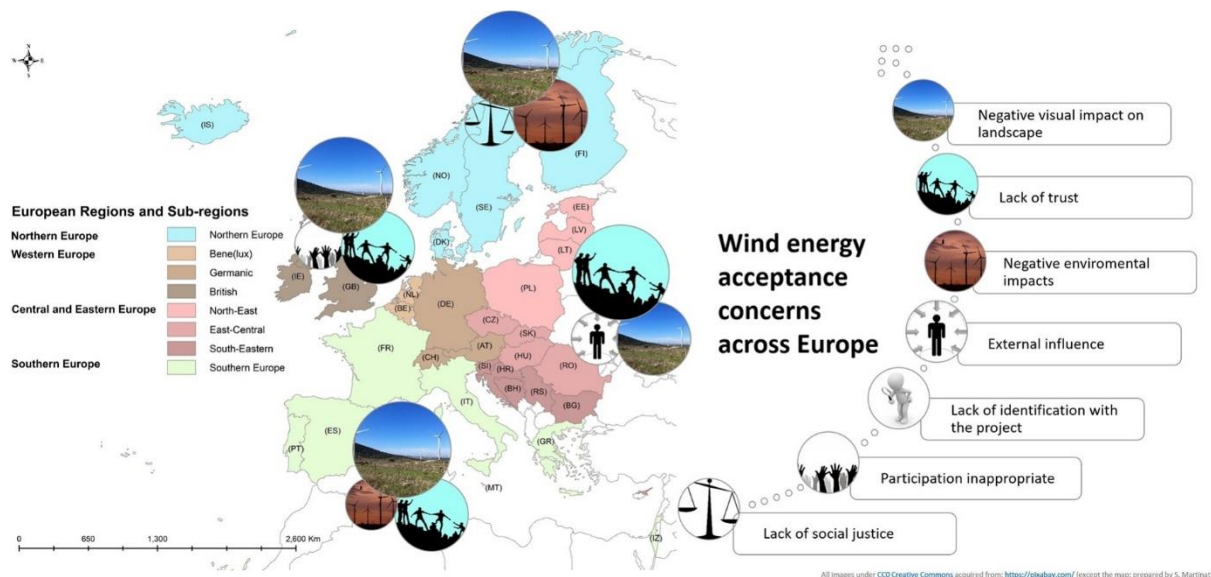 N
W
E
S
(IS)
(NO)
(SE)
(FI)
(EE)
(LV)
(LT)
(DK)
(IE)
(GB)
(NL)
(BE)
(DE)
(PL)
(CZ)
(SK)
(FR)
(CH)
(AT)
(HU)
(RO)
(SI)
(HR)
(BH)
(RS)
(BG)
(IT)
(ES)
(PT)
(GR)
(MT)
(IZ)
European Regions and Sub-regions
Northern Europe
Northern Europe
Western Europe
Bene(lux)
Germanic
British
Central and Eastern Europe
North-East
East-Central
South-Eastern
Southern Europe
Southern Europe
0 650 1,300 2,600 Km
Wind energy
acceptance
concerns
across Europe
Negative visual impact on
landscape
Lack of trust
Negative enviromental
impacts
External influence
Lack of identification with
the project
Participation inappropriate
Lack of social justice
All images under CC0 Creative Commons acquired from: https://pixabay.com/ (except the map: prepared by S. Martinat)